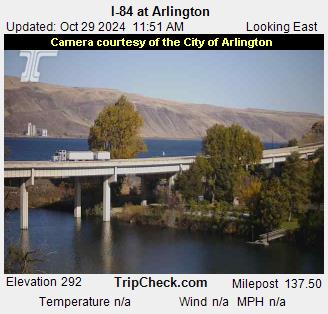 I-84 at Arlington
Updated: Oct 29 2024 11:51 AM Looking East
Camera courtesy of the City of Arlington
Elevation 292 TripCheck.com Milepost 137.50
Temperature n/a Wind n/a MPH n/a